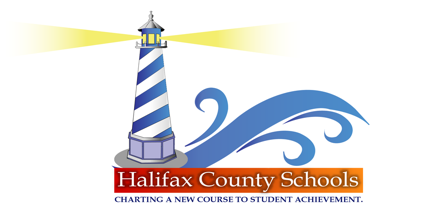 Halifax County Schools
CHARTING A NEW COURSE TO STUDENT ACHIEVEMENT.